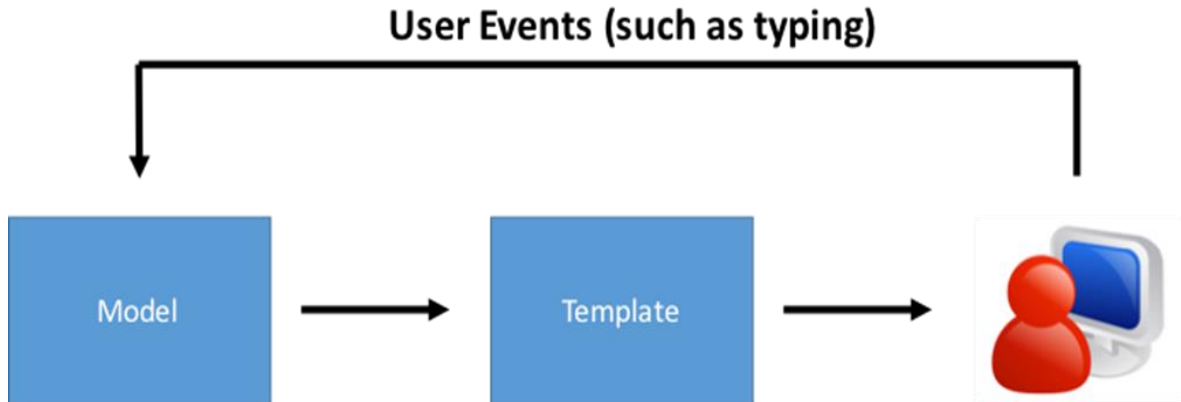 User Events (such as typing)
Model
Template